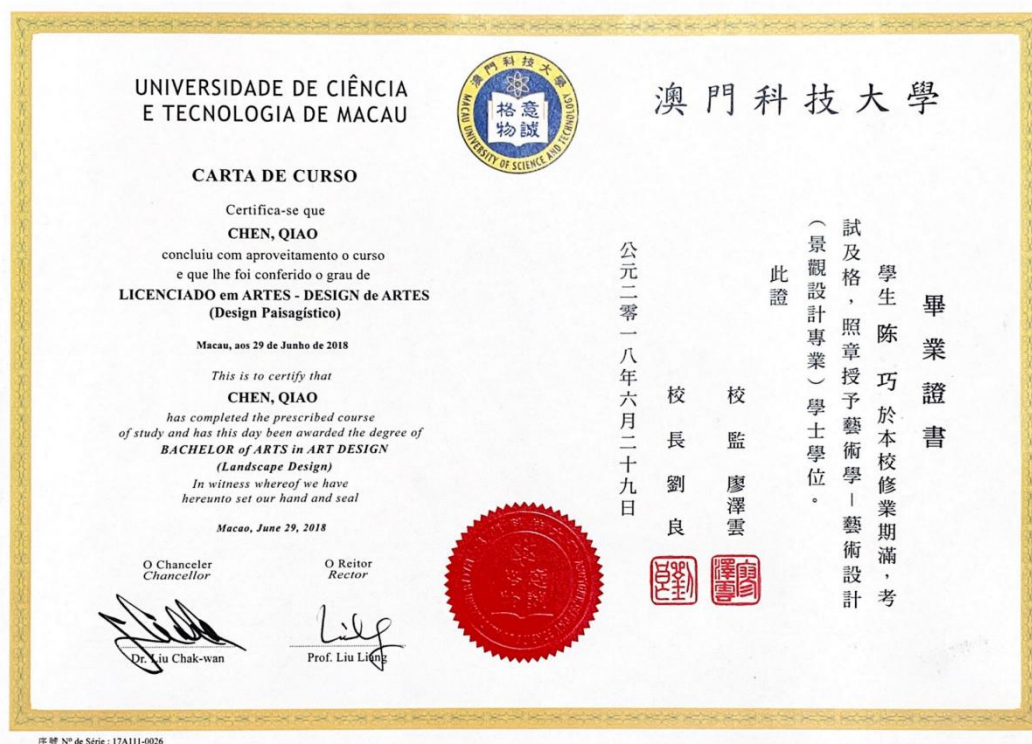 UNIVERSIDADE DE CIÊNCIA
E TECNOLOGIA DE MACAU
澳門科技大學
MACAU UNIVERSITY OF SCIENCE AND TECHNOLOGY
意誠
格物
澳門科技大學
CARTA DE CURSO
Certifica-se que
CHEN, QIAO
concluiu com aproveitamento o curso
e que lhe foi conferido o grau de
LICENCIADO em ARTES - DESIGN de ARTES
(Design Paisagístico)
Macau, aos 29 de Junho de 2018
This is to certify that
CHEN, QIAO
has completed the prescribed course
of study and has this day been awarded the degree of
BACHELOR of ARTS in ART DESIGN
(Landscape Design)
In witness whereof we have
hereunto set our hand and seal
Macao, June 29, 2018
O Chanceler
Chancellor
Dr. Liu Chak-wan
O Reitor
Rector
Prof. Liu Liang
畢業證書
學生 陈 巧 於本校修業期滿，考
試及格，照章授予藝術學－藝術設計
（景觀設計專業）學士學位。
此證
校監 廖澤雲
廖澤雲
校長 劉良
公元二零一八年六月二十九日
序號 Nº de Série : 17A111-0026